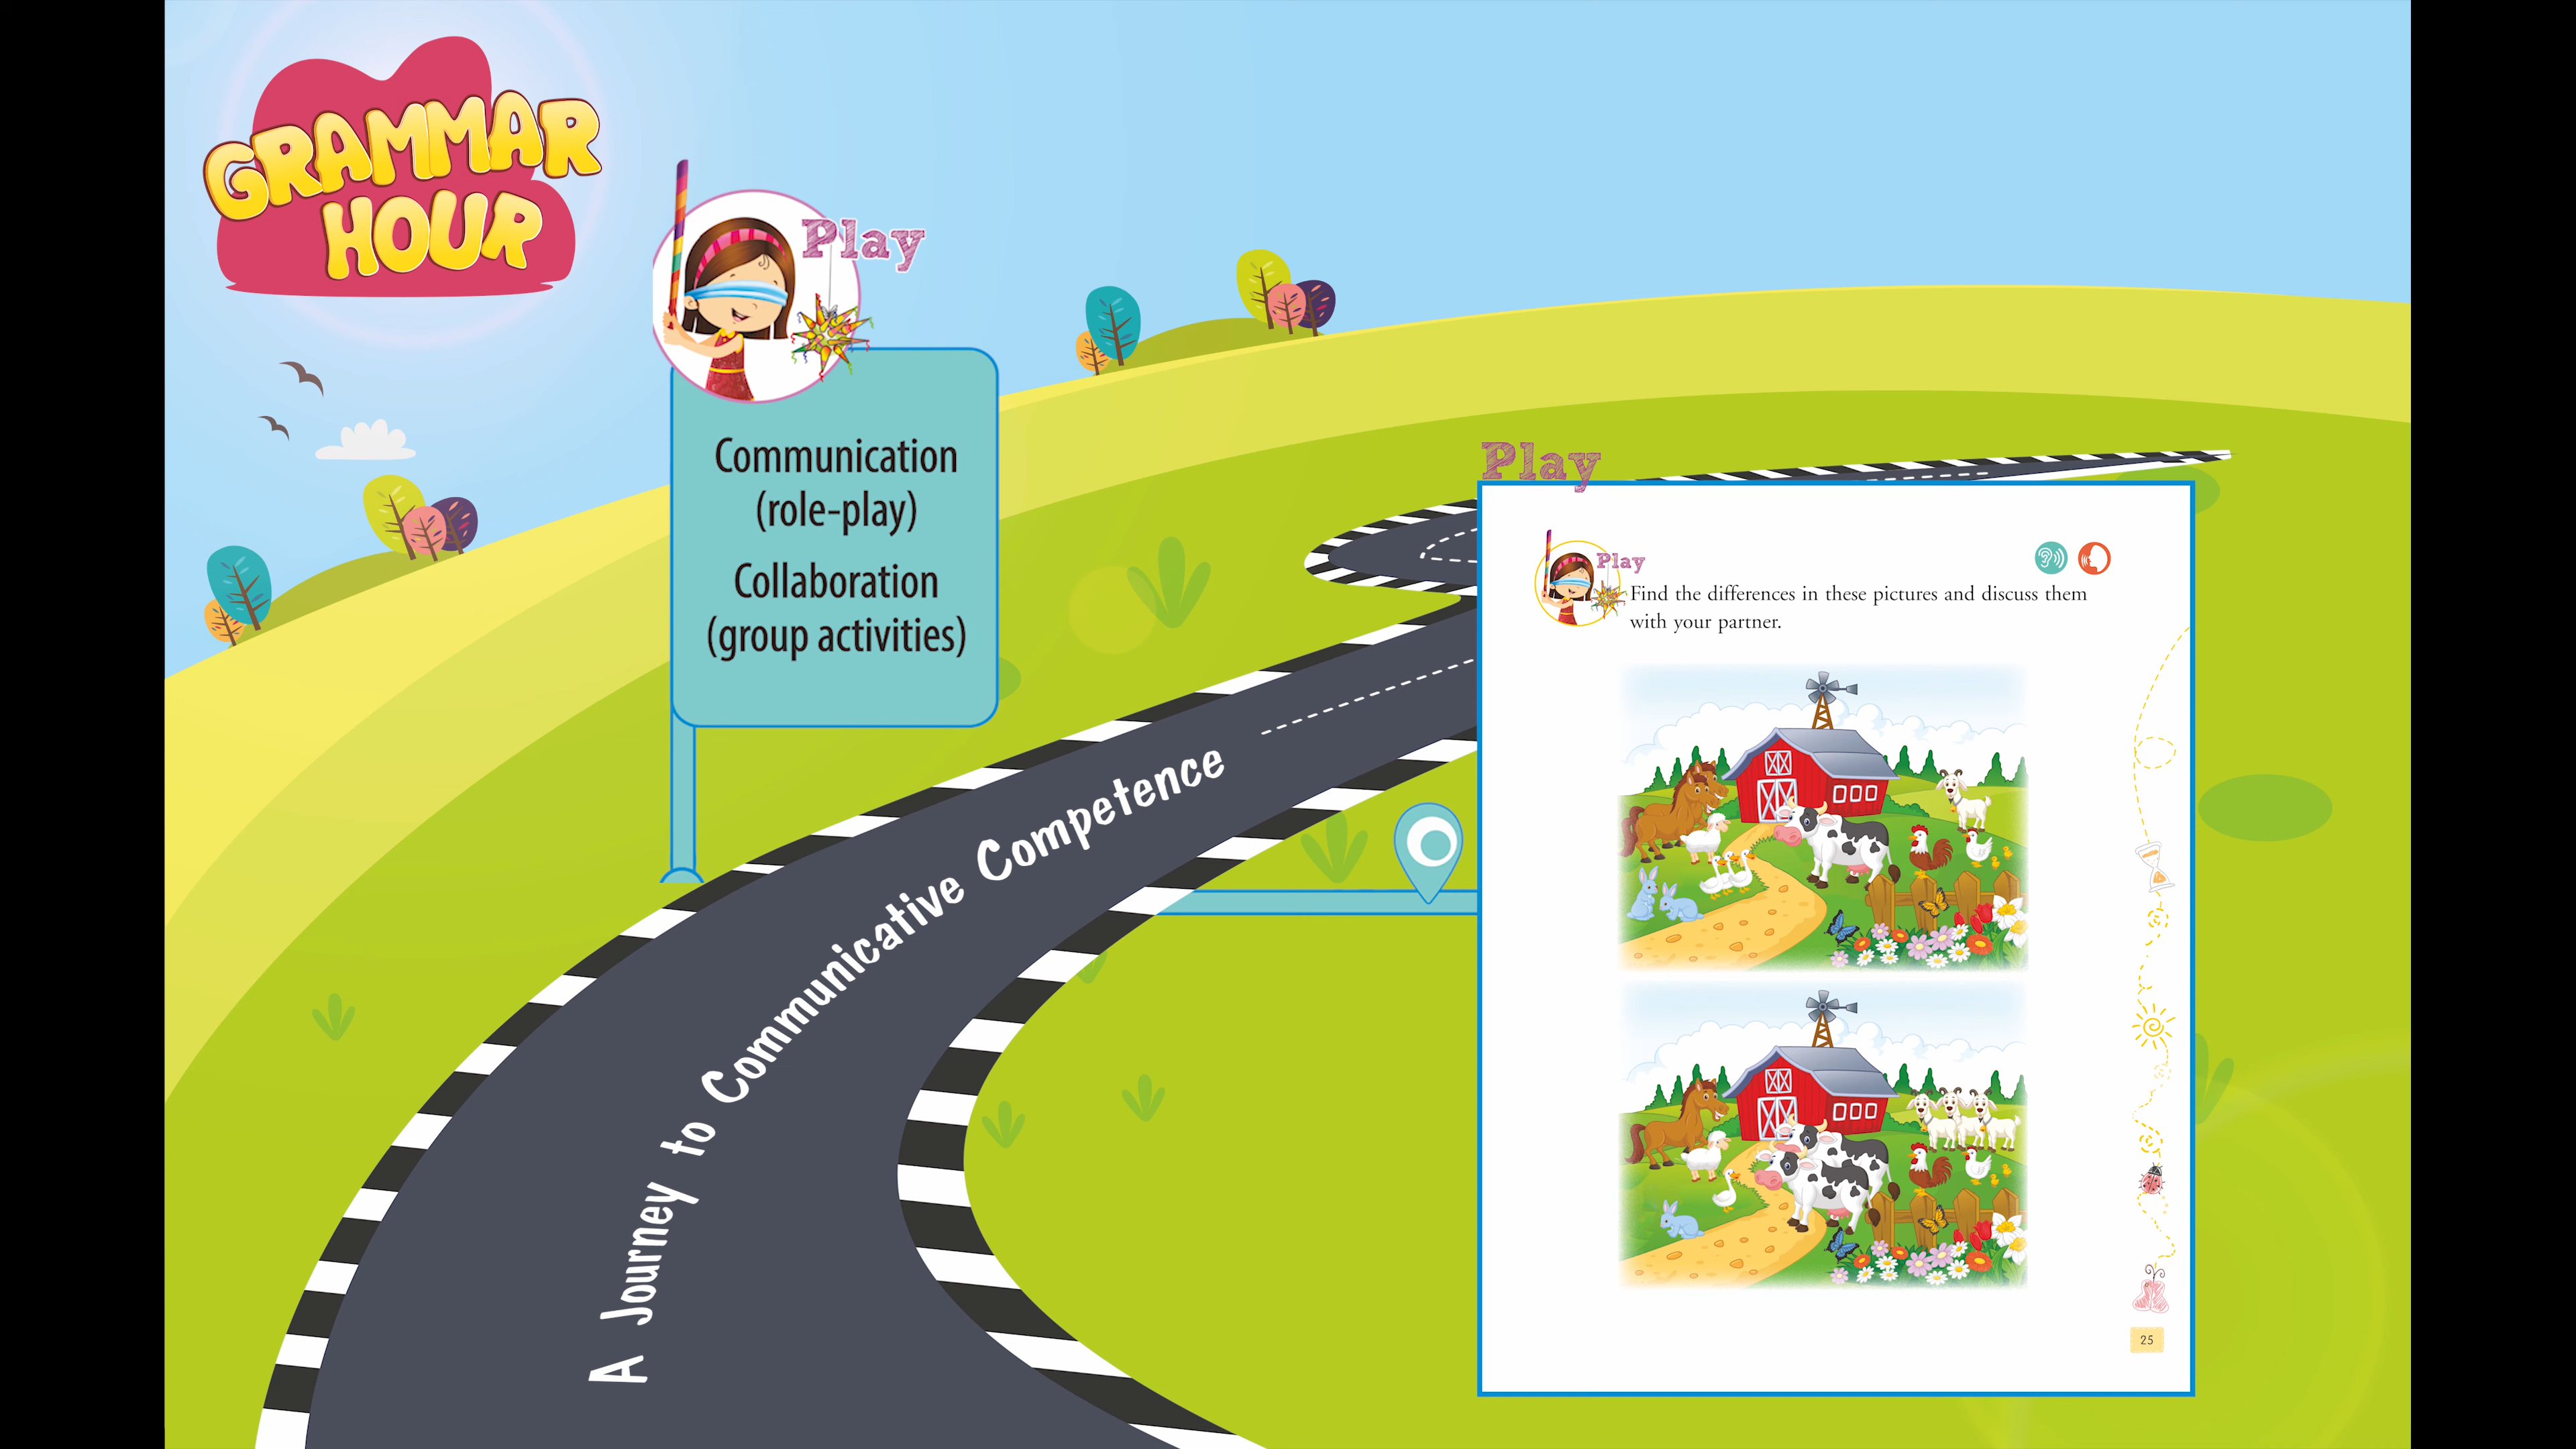 GRAMMAR
HOUR
Play
Communication
(role-play)
Collaboration
(group activities)
A Journey to Communicative Competence
Play
Play
Find the differences in these pictures and discuss them
with your partner.
25